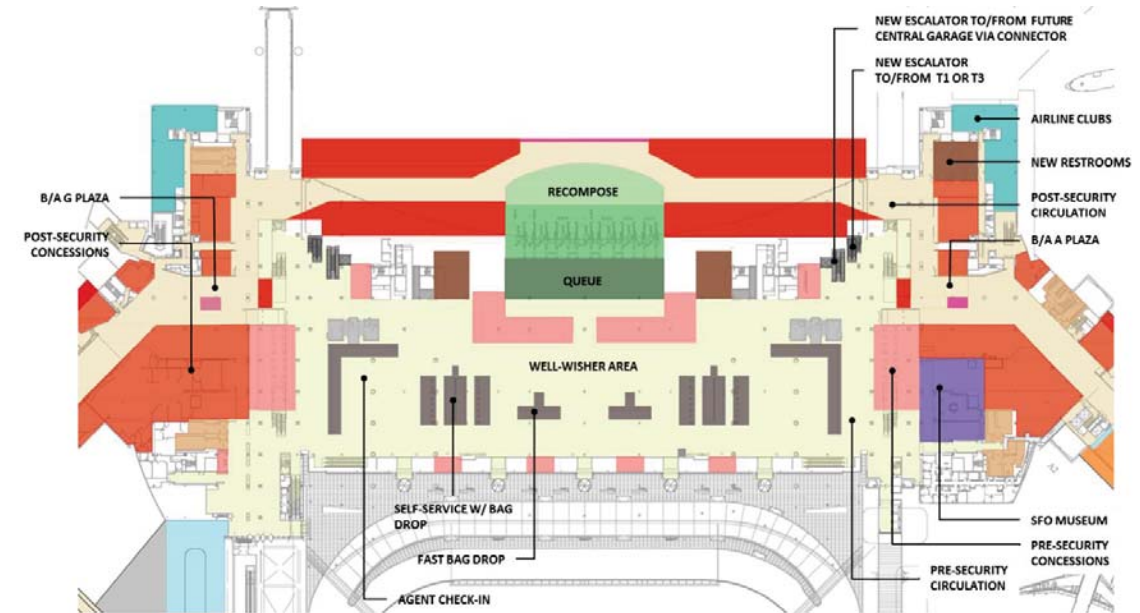 NEW ESCALATOR TO/FROM FUTURE
CENTRAL GARAGE VIA CONNECTOR
NEW ESCALATOR
TO/FROM T1 OR T3
AIRLINE CLUBS
NEW RESTROOMS
POST-SECURITY
CIRCULATION
B/A A PLAZA
B/A G PLAZA
POST-SECURITY
CONCESSIONS
RECOMPOSE
QUEUE
WELL-WISHER AREA
SELF-SERVICE W/ BAG
DROP
FAST BAG DROP
AGENT CHECK-IN
SFO MUSEUM
PRE-SECURITY
CONCESSIONS
PRE-SECURITY
CIRCULATION